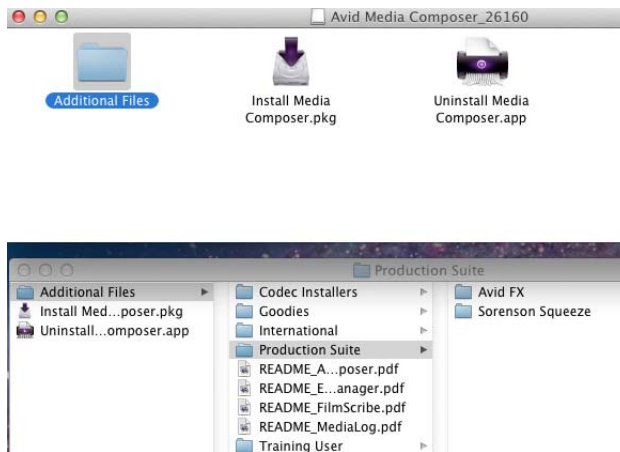 Avid Media Composer_26160
Additional Files
Install Media
Composer.pkg
Uninstall Media
Composer.app
Production Suite
Additional Files
Install Med...poser.pkg
Uninstall...omposer.app
Codec Installers
Goodies
International
Production Suite
README_A...poser.pdf
README_E...anager.pdf
README_FilmScribe.pdf
README_MediaLog.pdf
Training User
Avid FX
Sorenson Squeeze